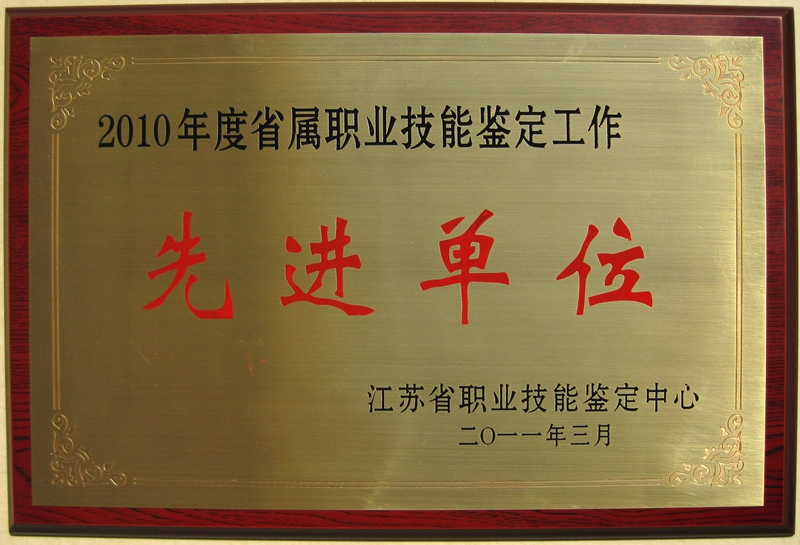 2010年度省属职业技能鉴定工作
先进单位
江苏省职业技能鉴定中心
二〇一一年三月